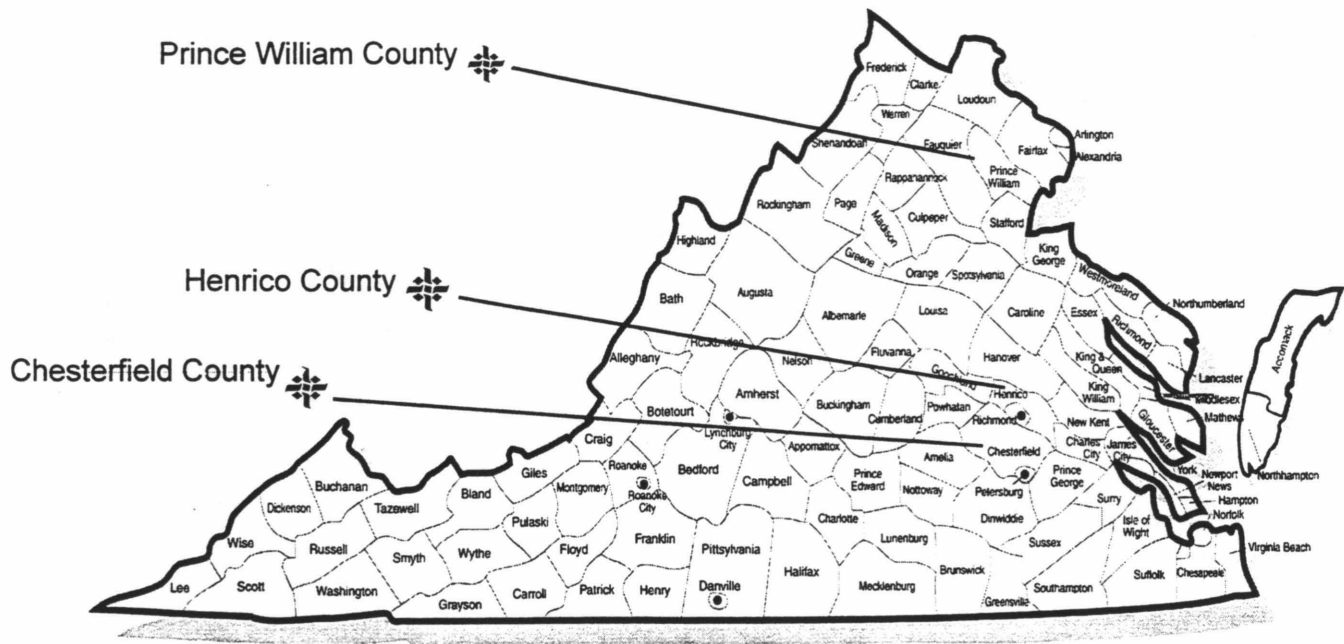 Prince William County
Henrico County
Chesterfield County
Frederick
Clarke
Loudoun
Warren
Shenandoah
Fauquier
Fairfax
Arlington
Alexandria
Prince
William
Rappahannock
Rockingham
Page
Madison
Culpeper
Stafford
Highland
Greene
King
George
Orange
Spotsylvania
Westmoreland
Bath
Augusta
Albemarle
Louisa
Caroline
Essex
Richmond
Northumberland
Accomack
Rockbridge
Alleghany
Nelson
Fluvanna
Goochland
Hanover
King &
Queen
King
William
Lancaster
Middlesex
Mathews
Botetourt
Amherst
Buckingham
Cumberland
Powhatan
Henrico
Richmond
New Kent
Gloucester
Craig
Lynchburg
City
Appomattox
Amelia
Chesterfield
Charles
City
James
City
York
Newport
News
Northhampton
Giles
Roanoke
Roanoke
City
Bedford
Campbell
Prince
Edward
Nottoway
Petersburg
Prince
George
Surry
Hampton
Norfolk
Buchanan
Dickenson
Tazewell
Bland
Montgomery
Pulaski
Charlotte
Dinwiddie
Isle of
Wight
Wise
Russell
Smyth
Wythe
Floyd
Franklin
Pittsylvania
Lunenburg
Sussex
Virginia Beach
Lee
Scott
Washington
Grayson
Carroll
Patrick
Henry
Danville
Halifax
Mecklenburg
Brunswick
Greensville
Southampton
Suffolk
Chesapeake